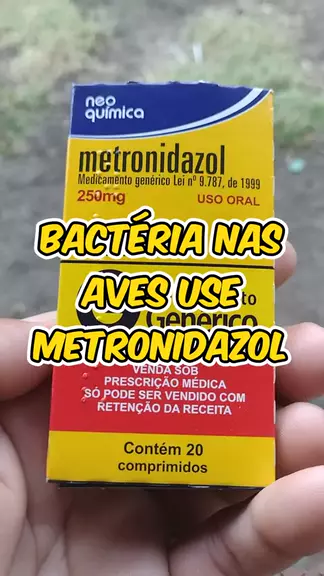 neo
química
metronidazol
Medicamento genérico Lei nº 9.787, de 1999
250mg
USO ORAL
BACTÉRIA NAS
AVES USE
METRONIDAZOL
Genérico
VENDA SOB
PRESCRIÇÃO MÉDICA
SÓ PODE SER VENDIDO COM
RETENÇÃO DA RECEITA
Contém 20
comprimidos